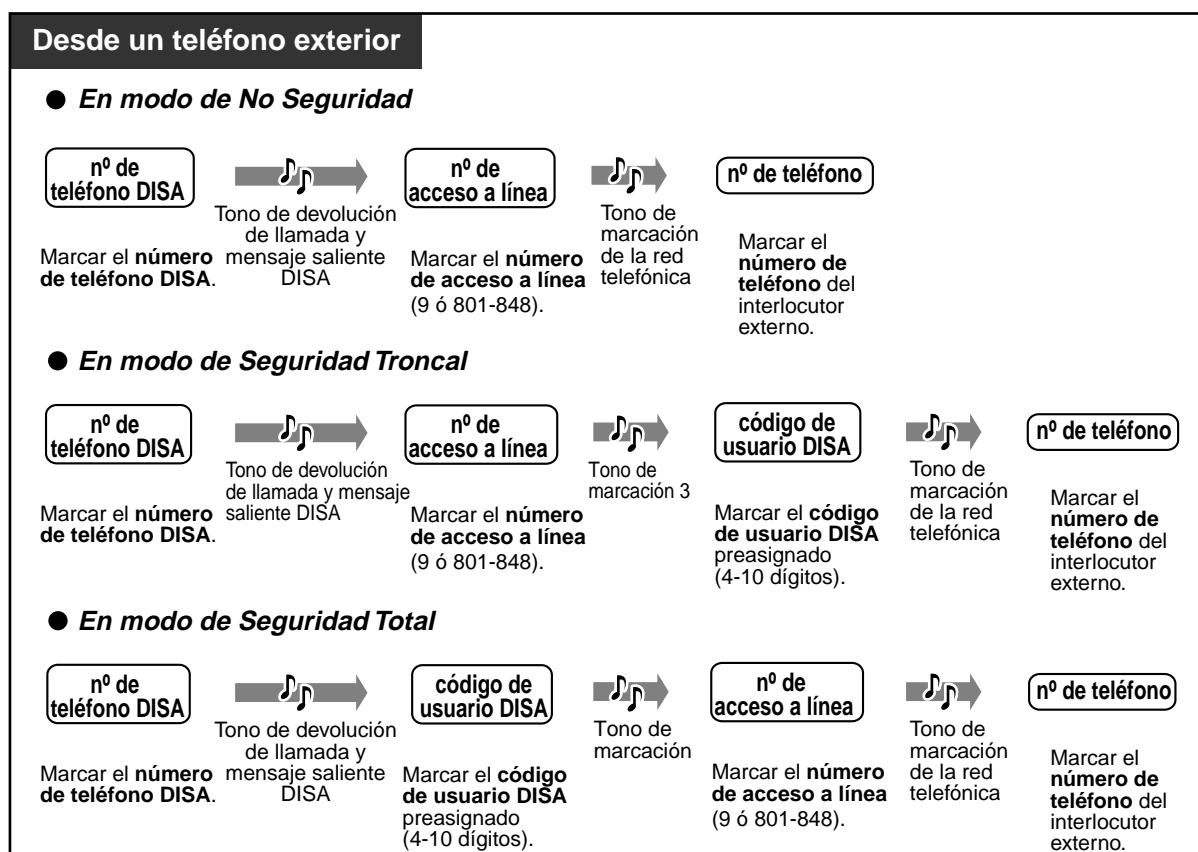 Desde un teléfono exterior
● En modo de No Seguridad
nº de
teléfono DISA
Tono de devolución
de llamada y
mensaje saliente
DISA
nº de
acceso a línea
Tono de
marcación
de la red
telefónica
nº de teléfono
Marcar el número
de teléfono DISA.
Marcar el número
de acceso a línea
(9 ó 801-848).
Marcar el
número de
teléfono del
interlocutor
externo.
● En modo de Seguridad Troncal
nº de
teléfono DISA
Tono de devolución
de llamada y mensaje
saliente DISA
nº de
acceso a línea
Tono de
marcación 3
código de
usuario DISA
Tono de
marcación
de la red
telefónica
nº de teléfono
Marcar el número
de teléfono DISA.
Marcar el número
de acceso a línea
(9 ó 801-848).
Marcar el código
de usuario DISA
preasignado
(4-10 dígitos).
Marcar el
número de
teléfono del
interlocutor
externo.
● En modo de Seguridad Total
nº de
teléfono DISA
Tono de devolución
de llamada y
mensaje saliente
DISA
código de
usuario DISA
Tono de
marcación
nº de
acceso a línea
Tono de
marcación
de la red
telefónica
nº de teléfono
Marcar el número
de teléfono DISA.
Marcar el código
de usuario DISA
preasignado
(4-10 dígitos).
Marcar el número
de acceso a línea
(9 ó 801-848).
Marcar el
número de
teléfono del
interlocutor
externo.